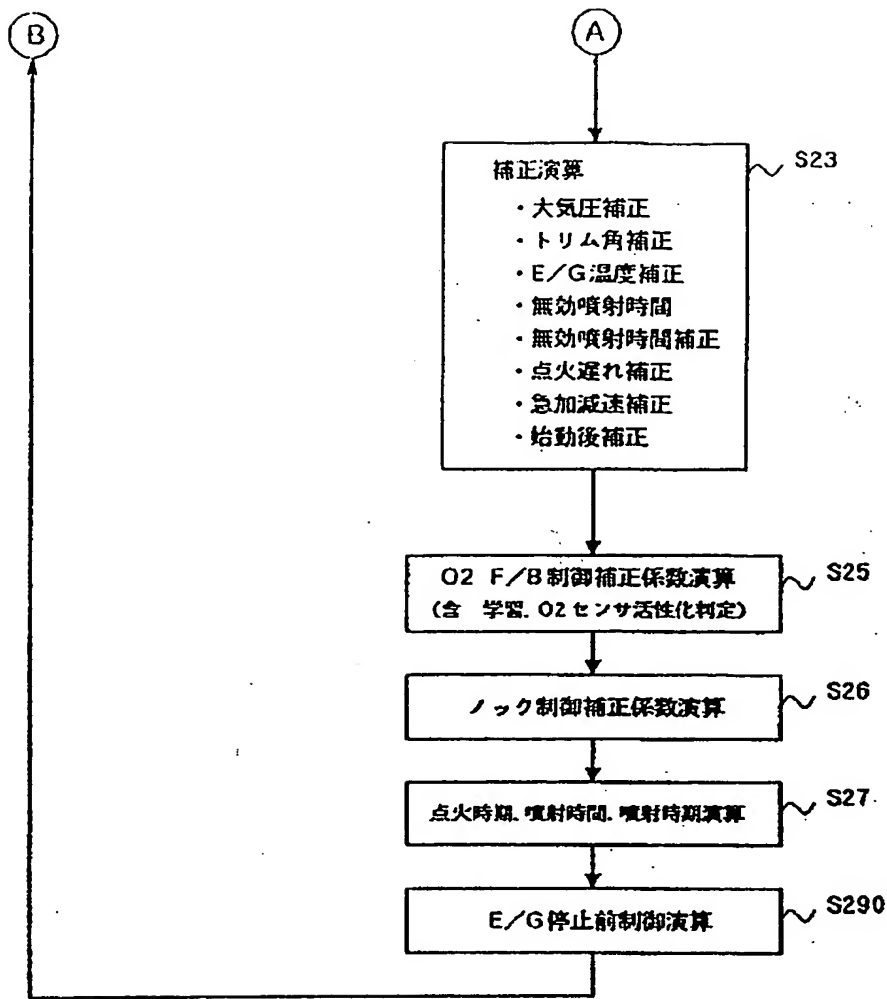 B
A
補正演算
S23
・大気圧補正
・トリム角補正
・E/G温度補正
・無効噴射時間
・無効噴射時間補正
・点火遅れ補正
・急加減速補正
・始動後補正
O2 F/B制御補正係数演算
(含 学習、O2センサ活性化判定)
S25
ノック制御補正係数演算
S26
点火時期、噴射時間、噴射時期演算
S27
E/G停止前制御演算
S290